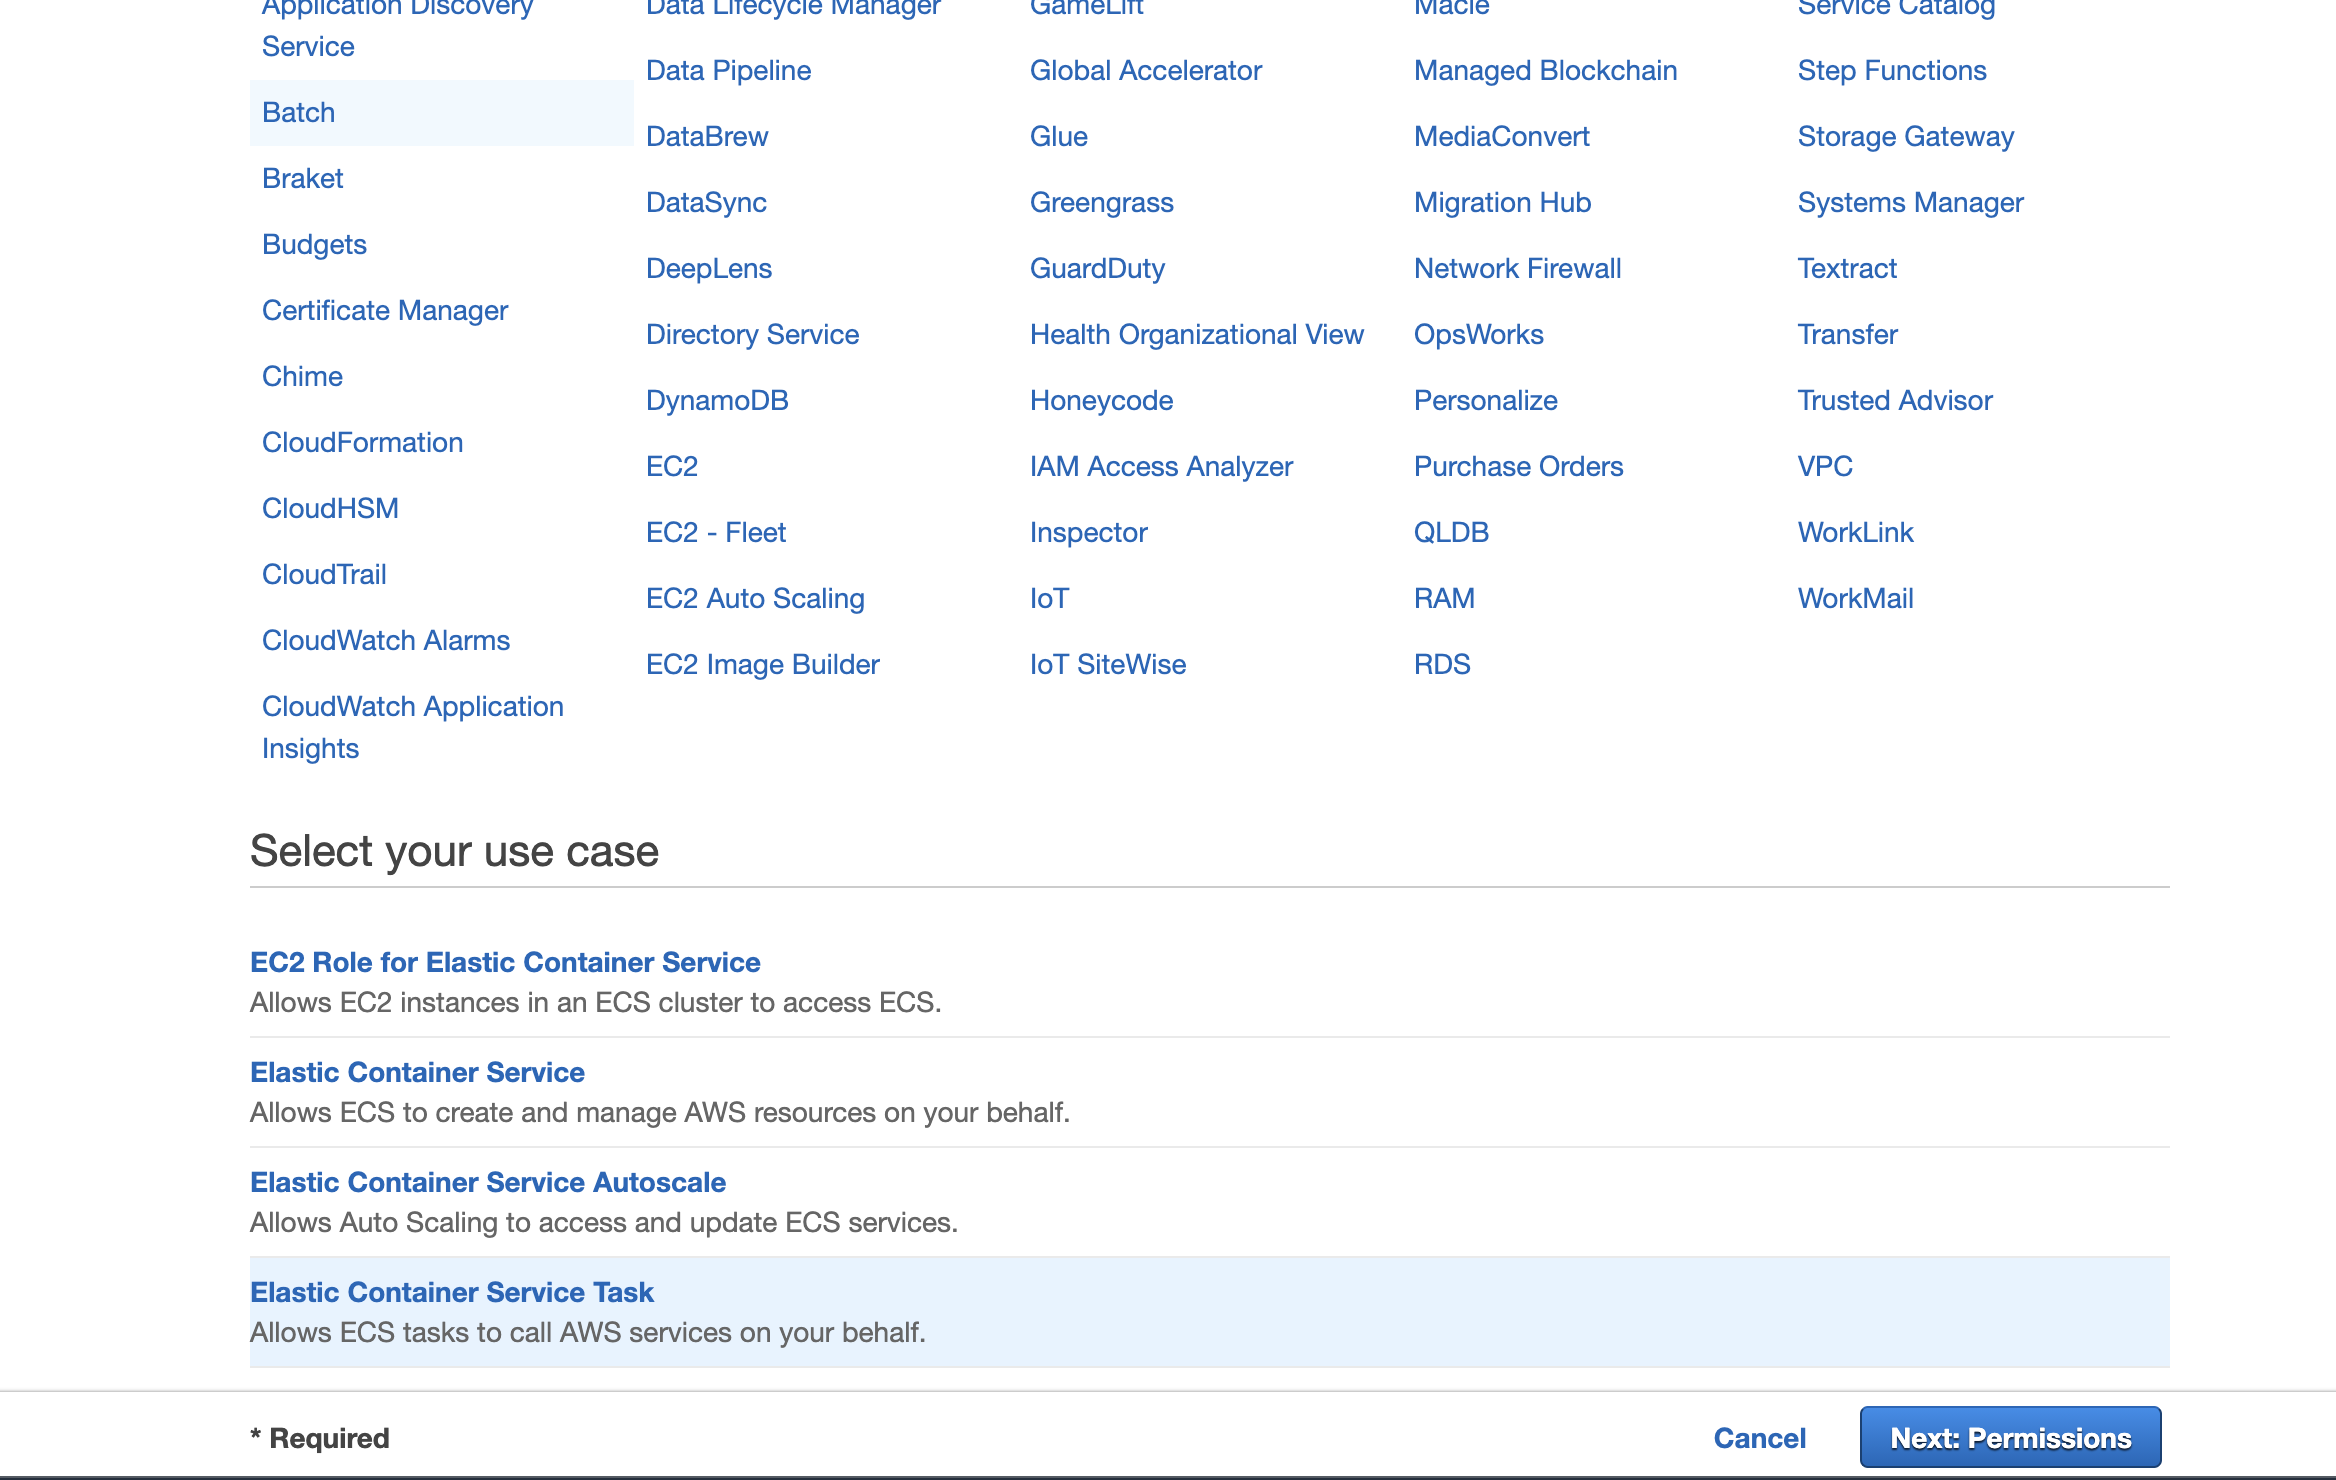 Application Discovery
Service
Batch
Braket
Budgets
Certificate Manager
Chime
CloudFormation
CloudHSM
CloudTrail
CloudWatch Alarms
CloudWatch Application
Insights
Data Lifecycle Manager
Data Pipeline
DataBrew
DataSync
DeepLens
Directory Service
DynamoDB
EC2
EC2 - Fleet
EC2 Auto Scaling
EC2 Image Builder
GameLift
Global Accelerator
Glue
Greengrass
GuardDuty
Health Organizational View
Honeycode
IAM Access Analyzer
Inspector
IoT
IoT SiteWise
Macie
Managed Blockchain
MediaConvert
Migration Hub
Network Firewall
OpsWorks
Personalize
Purchase Orders
QLDB
RAM
RDS
Service Catalog
Step Functions
Storage Gateway
Systems Manager
Textract
Transfer
Trusted Advisor
VPC
WorkLink
WorkMail
Select your use case
EC2 Role for Elastic Container Service
Allows EC2 instances in an ECS cluster to access ECS.
Elastic Container Service
Allows ECS to create and manage AWS resources on your behalf.
Elastic Container Service Autoscale
Allows Auto Scaling to access and update ECS services.
Elastic Container Service Task
Allows ECS tasks to call AWS services on your behalf.
* Required
Cancel
Next: Permissions